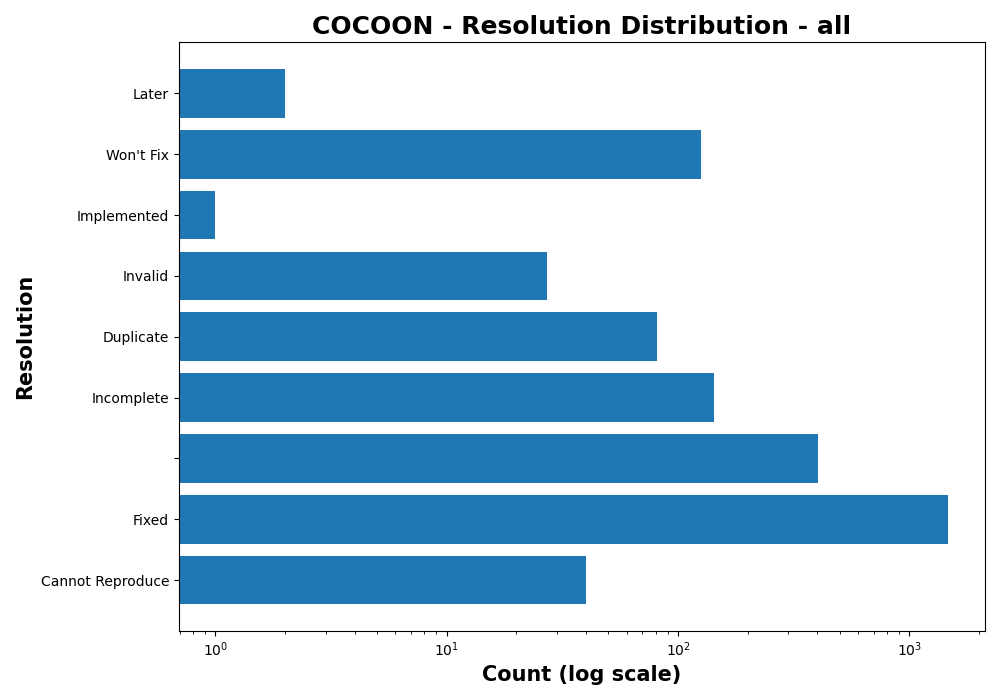 COCOON - Resolution Distribution - all
Later
Won't Fix
Implemented
Invalid
Duplicate
Incomplete
Fixed
Cannot Reproduce
Resolution
10⁰ 10¹ 10² 10³
Count (log scale)